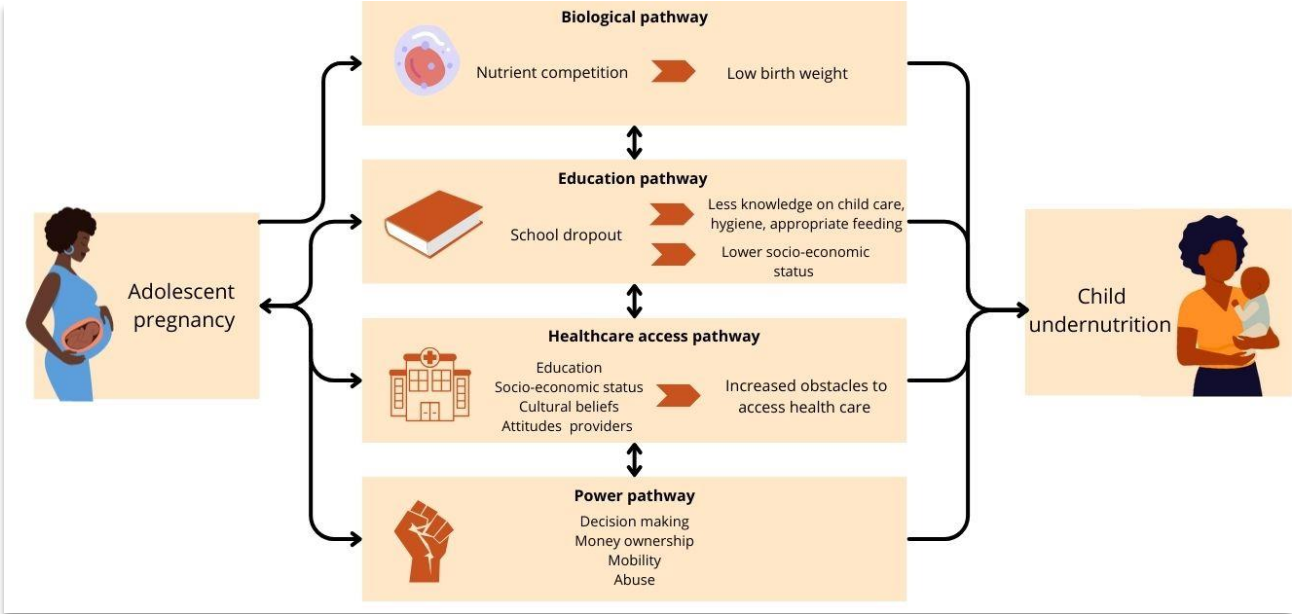 Biological pathway
Nutrient competition
Low birth weight
Education pathway
School dropout
Less knowledge on child care,
hygiene, appropriate feeding
Lower socio-economic
status
Adolescent
pregnancy
Child
undernutrition
Healthcare access pathway
Education
Socio-economic status
Cultural beliefs
Attitudes  providers
Increased obstacles to
access health care
Power pathway
Decision making
Money ownership
Mobility
Abuse